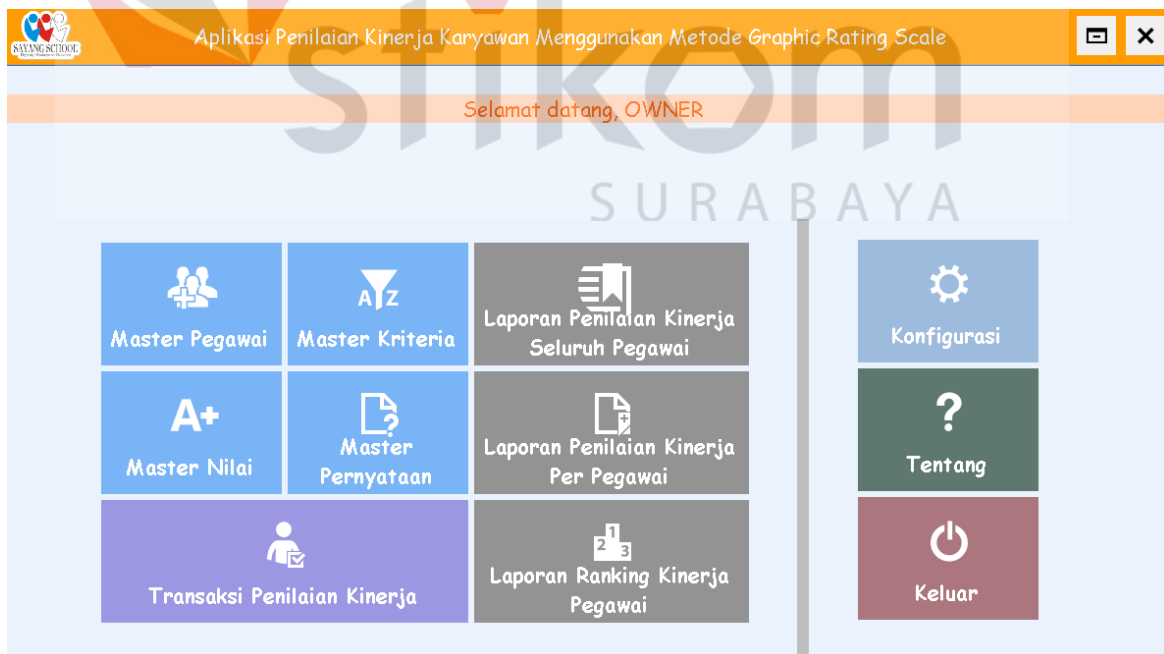 SAYANG SCHOOL
Aplikasi Penilaian Kinerja Karyawan Menggunakan Metode Graphic Rating Scale
stikom
Selamat datang, OWNER
SURABAYA
Master Pegawai
A Z
Master Kriteria
Laporan Penilaian Kinerja
Seluruh Pegawai
Konfigurasi
A+
Master Nilai
?
Master
Pernyataan
Laporan Penilaian Kinerja
Per Pegawai
?
Tentang
Transaksi Penilaian Kinerja
1
2 3
Laporan Ranking Kinerja
Pegawai
Keluar